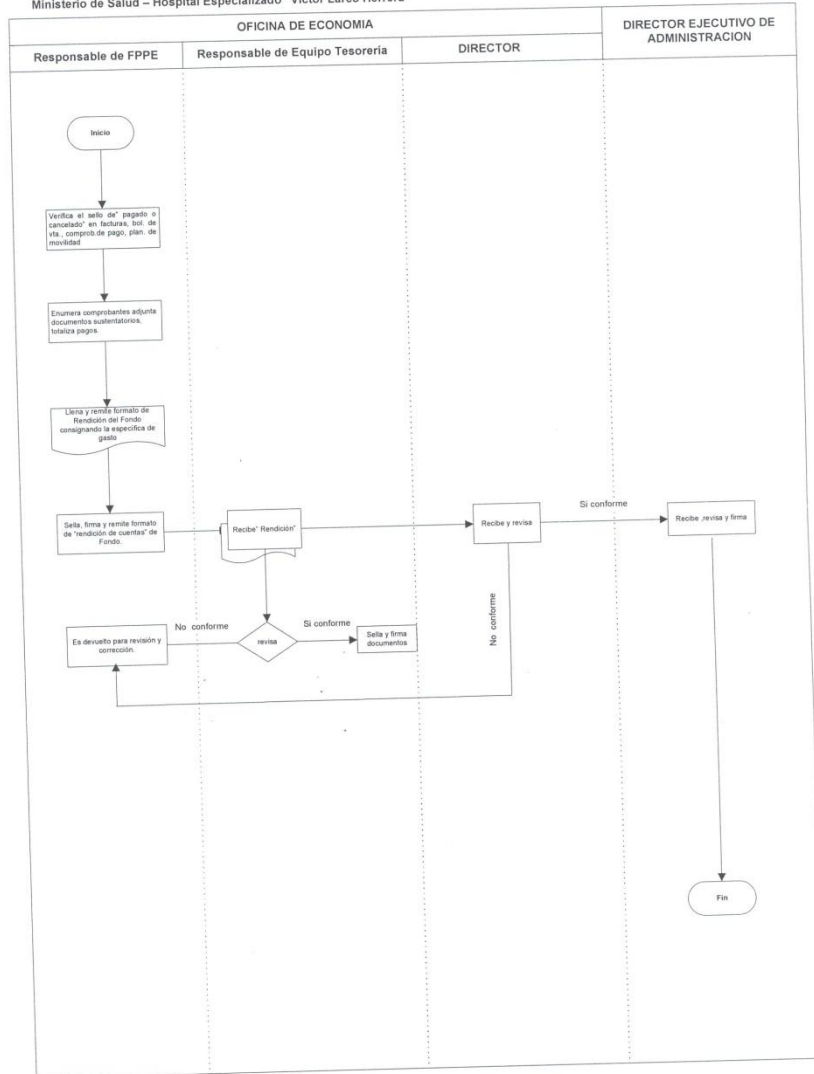 Ministerio de Salud – Hospital Especializado "Víctor Larco Herrera"
OFICINA DE ECONOMIA
DIRECTOR EJECUTIVO DE
ADMINISTRACION
Responsable de FPPE
Responsable de Equipo Tesorería
DIRECTOR
Inicio
Verifica el sello de" pagado o
cancelado" en facturas, bol. de
vta., comprob.de pago, plan. de
movilidad
Enumera comprobantes adjunta
documentos sustentatorios,
totaliza pagos.
Llena y remite formato de
Rendición del Fondo
consignando la específica de
gasto
Sella, firma y remite formato
de "rendición de cuentas" de
Fondo.
Recibe" Rendición"
Recibe y revisa
Si conforme
Recibe ,revisa y firma
No conforme
Es devuelto para revisión y
corrección.
No conforme
revisa
Si conforme
Sella y firma
documentos
Fin